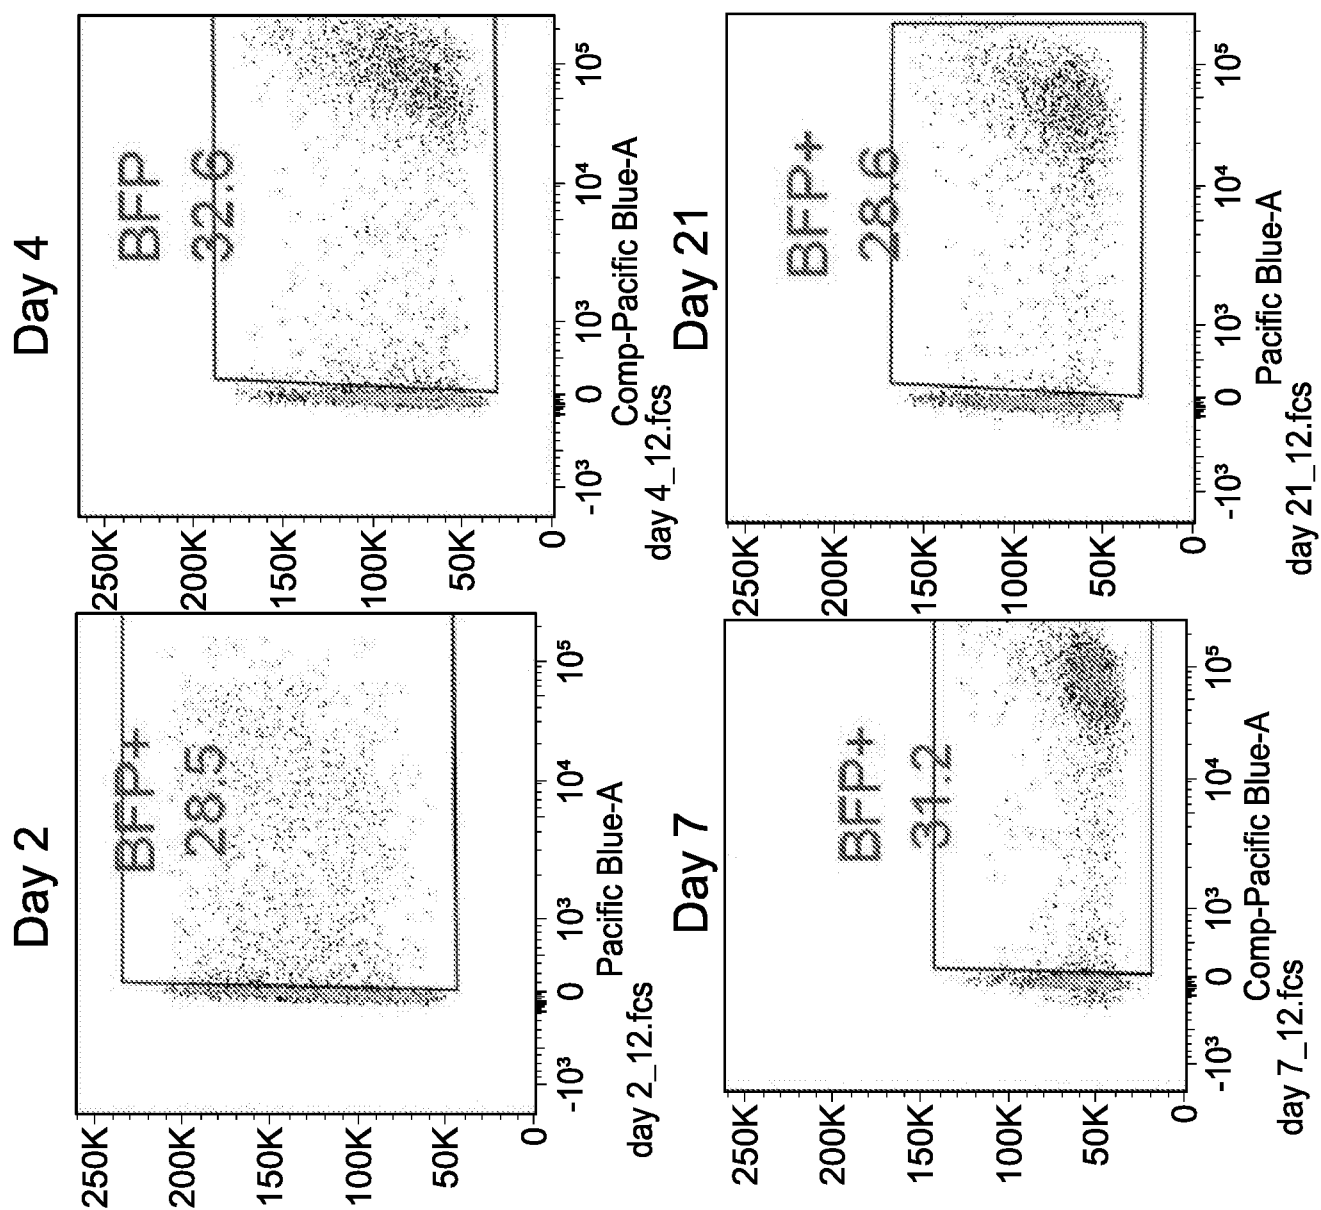 Day 2
BFP+
28.5
250K
200K
150K
100K
50K
0
-10³ 0 10³ 10⁴ 10⁵
Pacific Blue-A
day 2_12.fcs
Day 4
BFP
32.6
250K
200K
150K
100K
50K
0
-10³ 0 10³ 10⁴ 10⁵
Comp-Pacific Blue-A
day 4_12.fcs
Day 7
BFP+
31.2
250K
200K
150K
100K
50K
0
-10³ 0 10³ 10⁴ 10⁵
Comp-Pacific Blue-A
day 7_12.fcs
Day 21
BFP+
28.6
250K
200K
150K
100K
50K
0
-10³ 0 10³ 10⁴ 10⁵
Pacific Blue-A
day 21_12.fcs